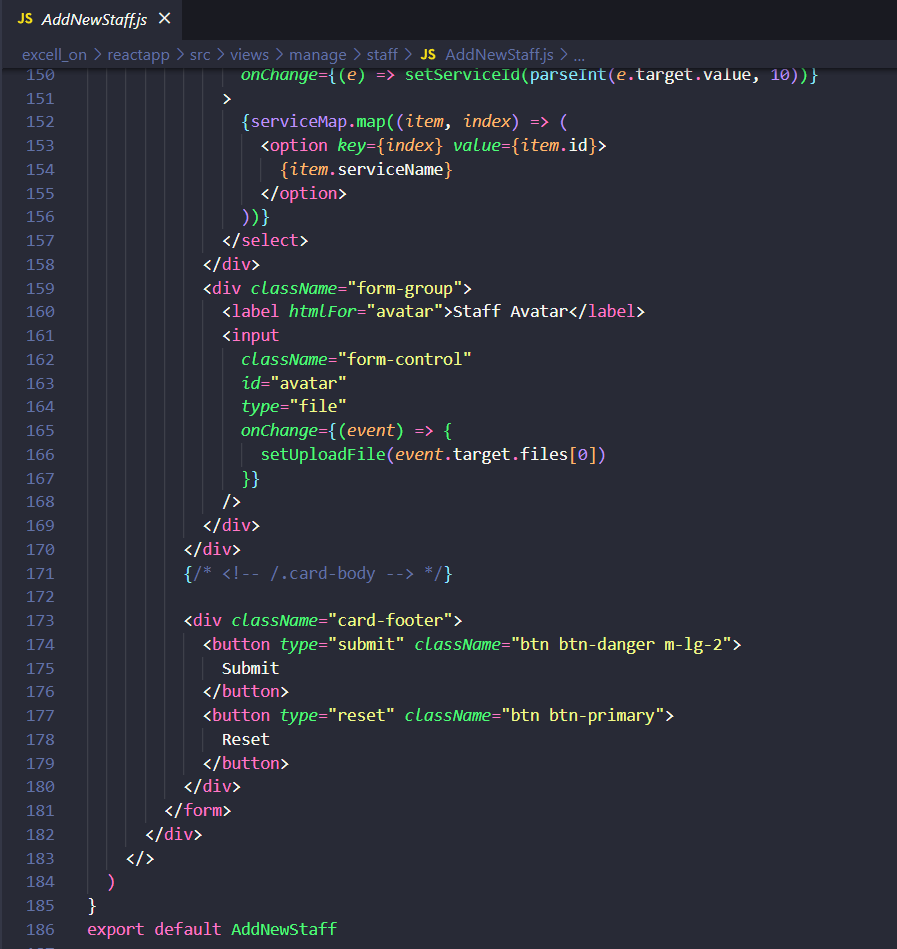 JS AddNewStaff.js ×
excell_on > reactapp > src > views > manage > staff > JS AddNewStaff.js > ...
150 onChange={(e) => setServiceId(parseInt(e.target.value, 10))}
151 >
152 {serviceMap.map((item, index) => (
153 <option key={index} value={item.id}>
154 {item.serviceName}
155 </option>
156 ))}
157 </select>
158 </div>
159 <div className="form-group">
160 <label htmlFor="avatar">Staff Avatar</label>
161 <input
162 className="form-control"
163 id="avatar"
164 type="file"
165 onChange={(event) => {
166 setUploadFile(event.target.files[0])
167 }}
168 />
169 </div>
170 </div>
171 {/* <!-- /.card-body --> */}
172
173 <div className="card-footer">
174 <button type="submit" className="btn btn-danger m-lg-2">
175 Submit
176 </button>
177 <button type="reset" className="btn btn-primary">
178 Reset
179 </button>
180 </div>
181 </form>
182 </div>
183 </>
184 )
185 }
186 export default AddNewStaff